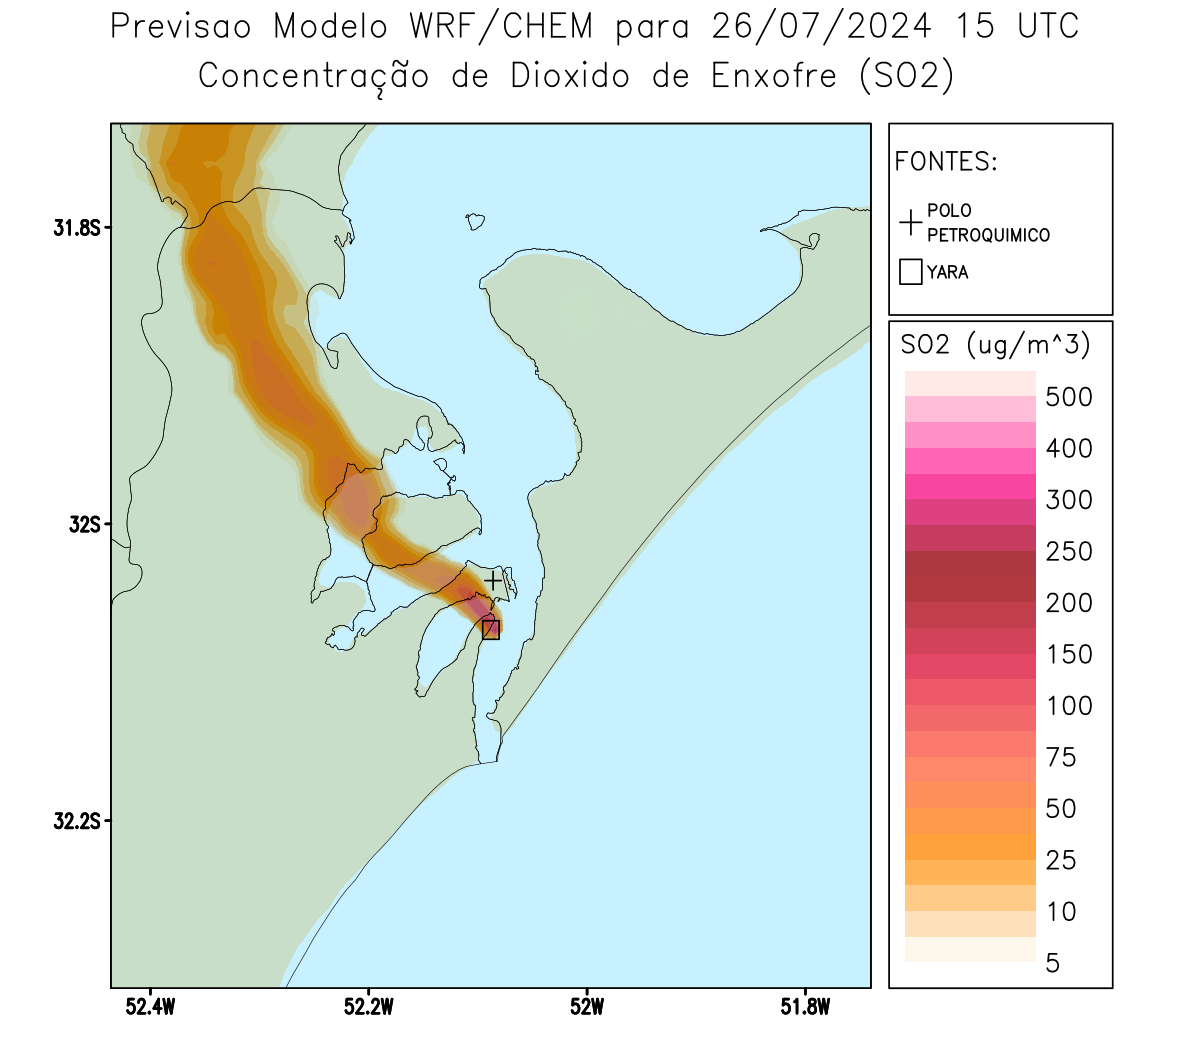 Previsao Modelo WRF/CHEM para 26/07/2024 15 UTC
Concentração de Dioxido de Enxofre (SO2)
FONTES:
POLO
PETROQUIMICO
YARA
31.8S
32S
32.2S
52.4W
52.2W
52W
51.8W
SO2 (ug/m^3)
500
400
300
250
200
150
100
75
50
25
10
5